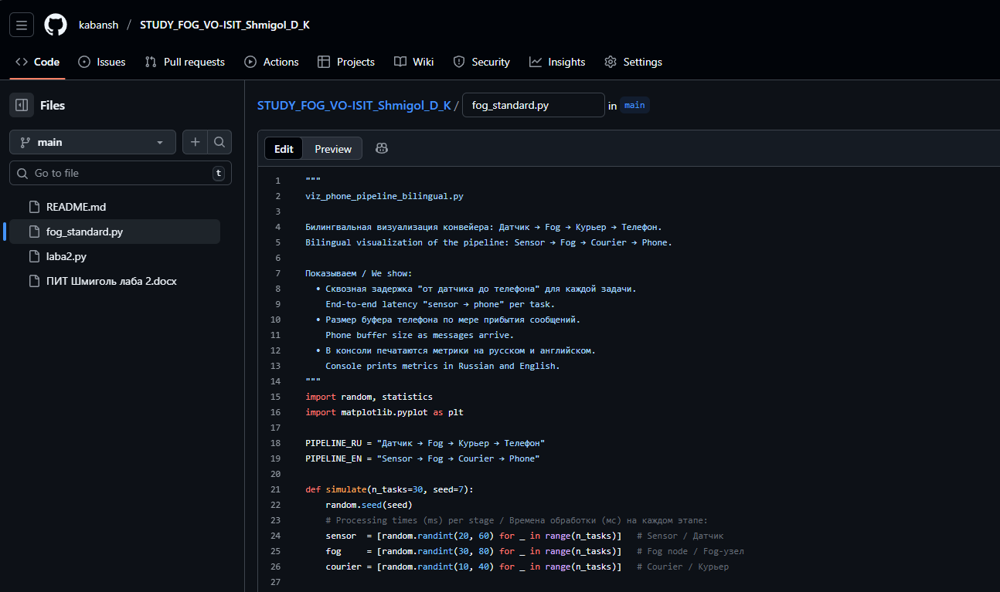 kabansh / STUDY_FOG_VO-ISIT_Shmigol_D_K
Code Issues Pull requests Actions Projects Wiki Security Insights Settings
Files
main
Go to file t
README.md
fog_standard.py
laba2.py
ПИТ Шмиголь лаба 2.docx
STUDY_FOG_VO-ISIT_Shmigol_D_K / fog_standard.py in main
Edit Preview
1 """
2 viz_phone_pipeline_bilingual.py
3
4 Билингвальная визуализация конвейера: Датчик → Fog → Курьер → Телефон.
5 Bilingual visualization of the pipeline: Sensor → Fog → Courier → Phone.
6
7 Показываем / We show:
8 • Сквозная задержка "от датчика до телефона" для каждой задачи.
9 End-to-end latency "sensor → phone" per task.
10 • Размер буфера телефона по мере прибытия сообщений.
11 Phone buffer size as messages arrive.
12 • В консоли печатаются метрики на русском и английском.
13 Console prints metrics in Russian and English.
14 """
15 import random, statistics
16 import matplotlib.pyplot as plt
17
18 PIPELINE_RU = "Датчик → Fog → Курьер → Телефон"
19 PIPELINE_EN = "Sensor → Fog → Courier → Phone"
20
21 def simulate(n_tasks=30, seed=7):
22 random.seed(seed)
23 # Processing times (ms) per stage / Времена обработки (мс) на каждом этапе:
24 sensor = [random.randint(20, 60) for _ in range(n_tasks)] # Sensor / Датчик
25 fog = [random.randint(30, 80) for _ in range(n_tasks)] # Fog node / Fog-узел
26 courier = [random.randint(10, 40) for _ in range(n_tasks)] # Courier / Курьер
27